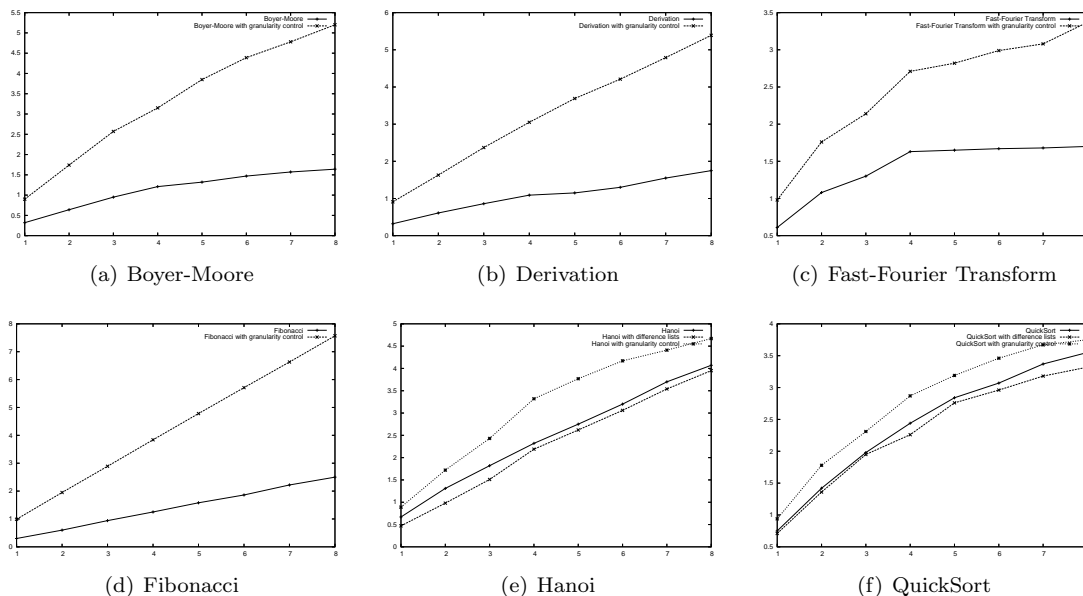 5.5
5
4.5
4
3.5
3
2.5
2
1.5
1
0.5
0
1 2 3 4 5 6 7 8
Boyer-Moore
Boyer-Moore with granularity control
(a) Boyer-Moore
6
5
4
3
2
1
0
1 2 3 4 5 6 7 8
Derivation
Derivation with granularity control
(b) Derivation
3.5
3
2.5
2
1.5
1
0.5
1 2 3 4 5 6 7
Fast-Fourier Transform
Fast-Fourier Transform with granularity control
(c) Fast-Fourier Transform
8
7
6
5
4
3
2
1
0
1 2 3 4 5 6 7 8
Fibonacci
Fibonacci with granularity control
(d) Fibonacci
5
4.5
4
3.5
3
2.5
2
1.5
1
0.5
0
1 2 3 4 5 6 7 8
Hanoi
Hanoi with difference lists
Hanoi with granularity control
(e) Hanoi
4
3.5
3
2.5
2
1.5
1
0.5
1 2 3 4 5 6 7
QuickSort
QuickSort with difference lists
QuickSort with granularity control
(f) QuickSort